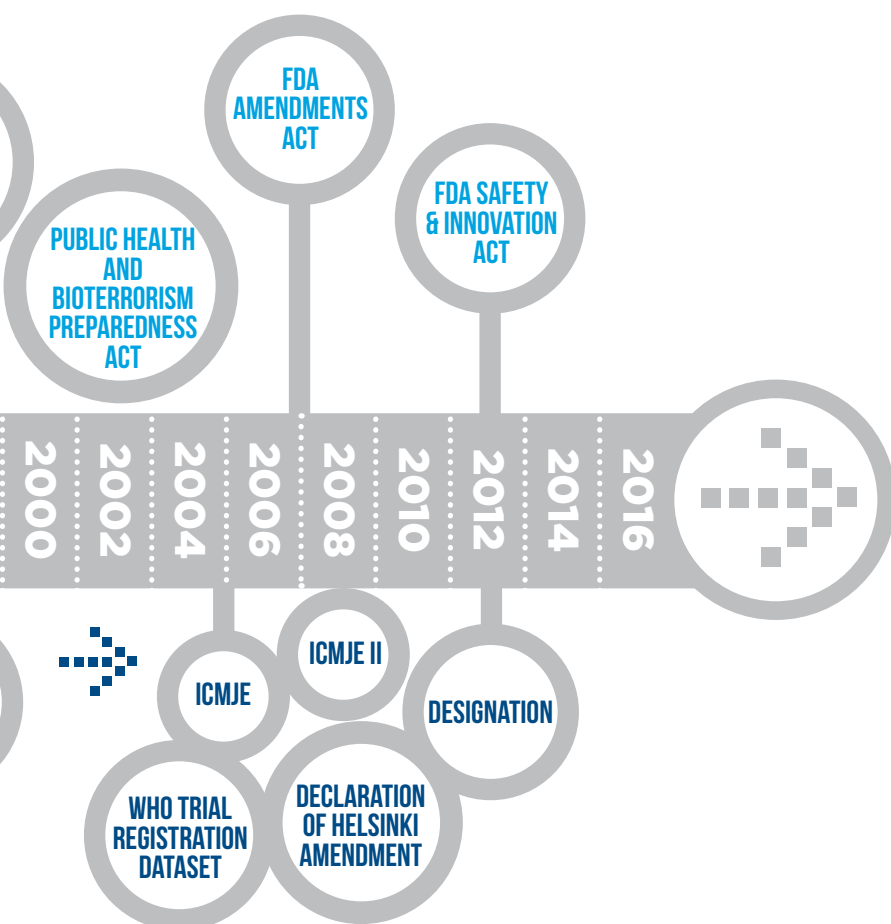 FDA
AMENDMENTS
ACT
FDA SAFETY
& INNOVATION
ACT
PUBLIC HEALTH
AND
BIOTERRORISM
PREPAREDNESS
ACT
2000
2002
2004
2006
2008
2010
2012
2014
2016
ICMJE
ICMJE II
DESIGNATION
WHO TRIAL
REGISTRATION
DATASET
DECLARATION
OF HELSINKI
AMENDMENT